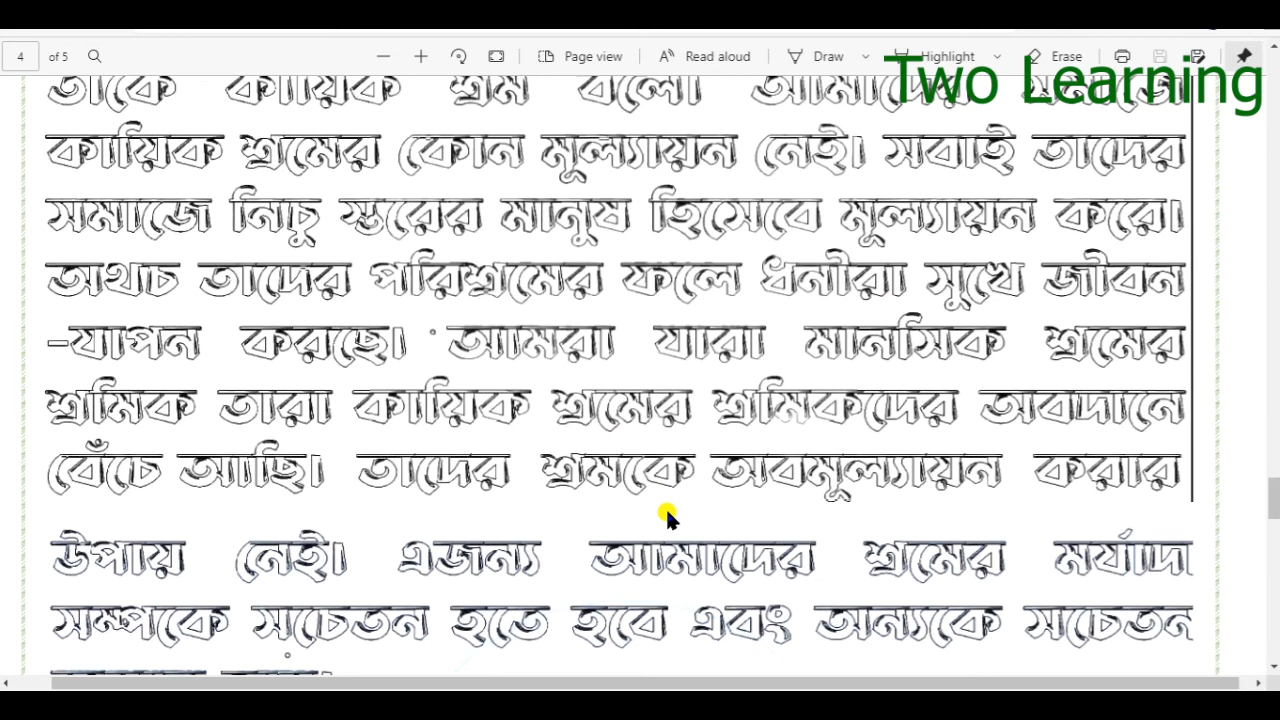 4 of 5 Page view Read aloud Draw Highlight Erase
Two Learning
তাকে কায়িক শ্রম বলে। আমাদের সমাজে
কায়িক শ্রমের কোন মূল্যায়ন নেই। সবাই তাদের
সমাজে নিচু স্তরের মানুষ হিসেবে মূল্যায়ন করে।
অথচ তাদের পরিশ্রমের ফলে ধনীরা সুখে জীবন
-যাপন করছে। আমরা যারা মানসিক শ্রমের
শ্রমিক তারা কায়িক শ্রমের শ্রমিকদের অবদানে
বেঁচে আছি। তাদের শ্রমকে অবমূল্যায়ন করার
উপায় নেই। এজন্য আমাদের শ্রমের মর্যাদা
সম্পকে সচেতন হতে হবে এবং অন্যকে সচেতন